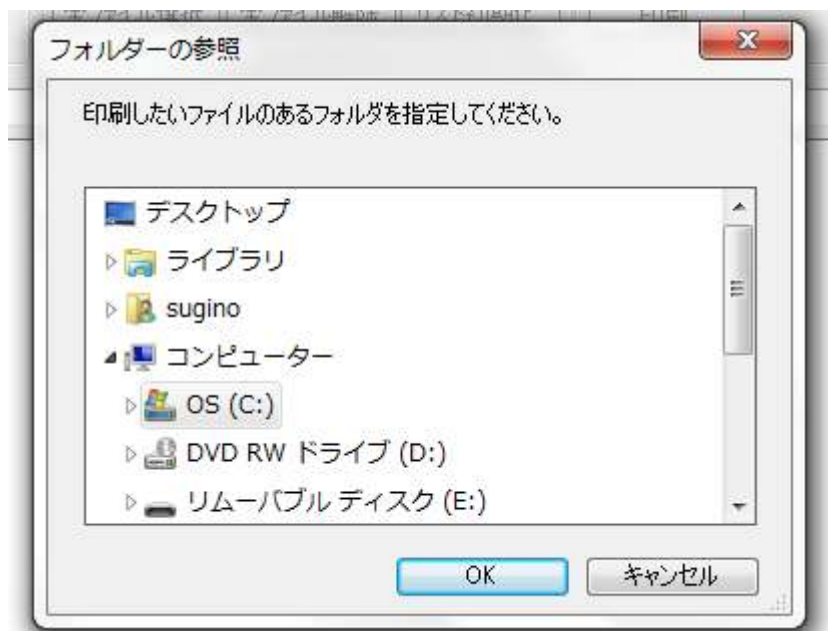 フォルダーの参照
印刷したいファイルのあるフォルダを指定してください。
デスクトップ
ライブラリ
sugino
コンピューター
OS (C:)
DVD RW ドライブ (D:)
リムーバブル ディスク (E:)
OK キャンセル